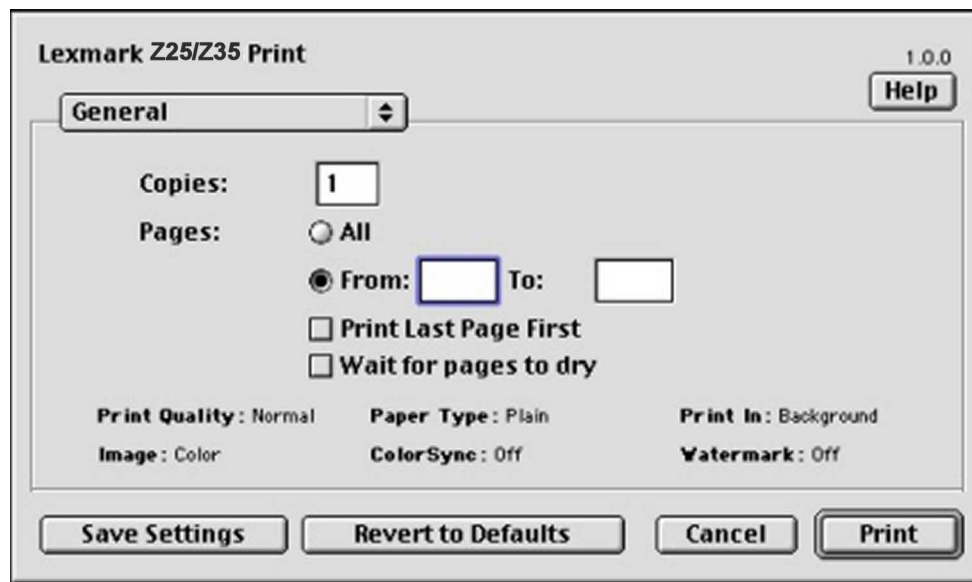 Lexmark Z25/Z35 Print
1.0.0
Help
General
Copies: 1
Pages: All
From: To:
Print Last Page First
Wait for pages to dry
Print Quality: Normal Paper Type: Plain Print In: Background
Image: Color ColorSync: Off Watermark: Off
Save Settings Revert to Defaults Cancel Print